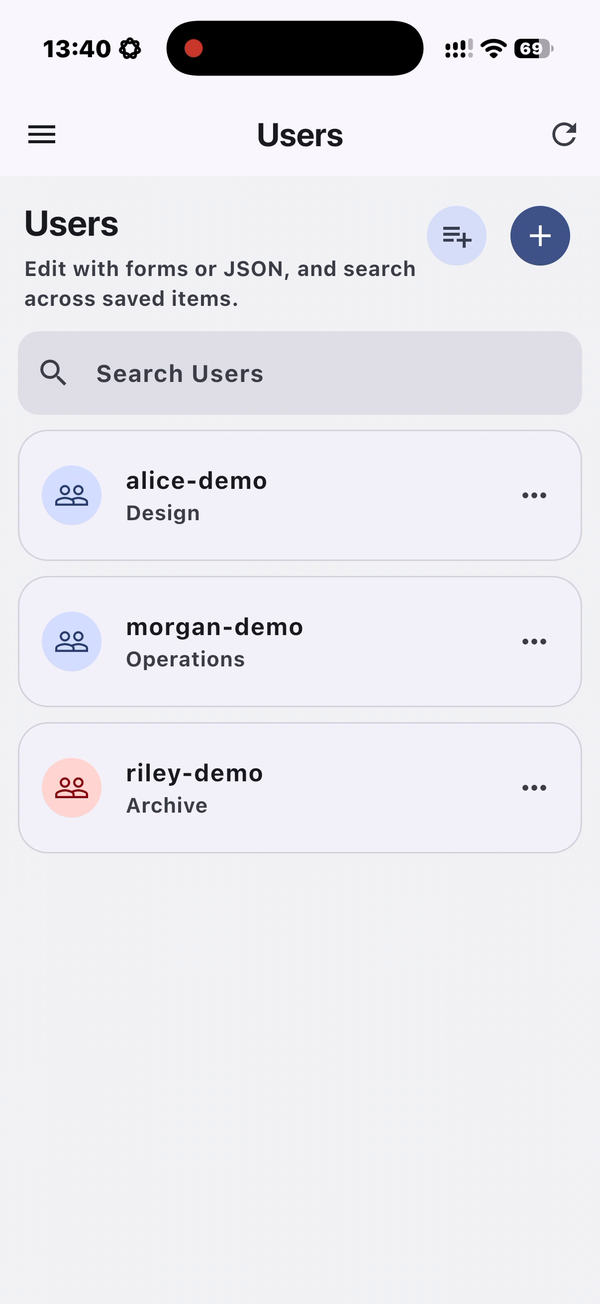 13:40
69
Users
Users
Edit with forms or JSON, and search
across saved items.
Search Users
alice-demo
Design
morgan-demo
Operations
riley-demo
Archive